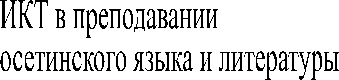 ИКТ в преподавании
осетинского языка и литературы